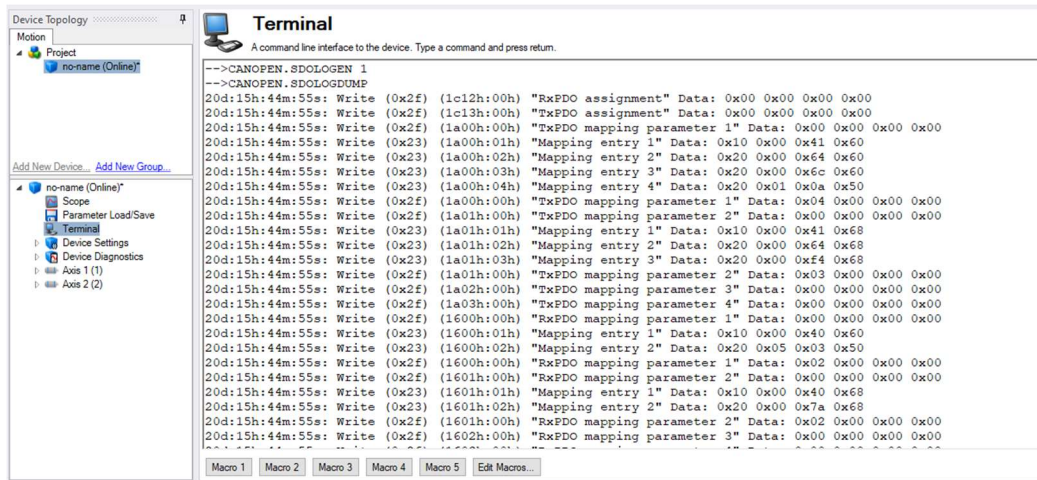 Device Topology
Motion
Project
no-name (Online)*
Add New Device... Add New Group...
no-name (Online)*
Scope
Parameter Load/Save
Terminal
Device Settings
Device Diagnostics
Axis 1 (1)
Axis 2 (2)
Terminal
A command line interface to the device. Type a command and press return.
-->CANOPEN.SDOLOGEN 1
-->CANOPEN.SDOLOGDUMP
20d:15h:44m:55s: Write (0x2f) (1c12h:00h) "RxPDO assignment" Data: 0x00 0x00 0x00 0x00
20d:15h:44m:55s: Write (0x2f) (1c13h:00h) "TxPDO assignment" Data: 0x00 0x00 0x00 0x00
20d:15h:44m:55s: Write (0x2f) (1a00h:00h) "TxPDO mapping parameter 1" Data: 0x00 0x00 0x00 0x00
20d:15h:44m:55s: Write (0x23) (1a00h:01h) "Mapping entry 1" Data: 0x10 0x00 0x41 0x60
20d:15h:44m:55s: Write (0x23) (1a00h:02h) "Mapping entry 2" Data: 0x20 0x00 0x64 0x60
20d:15h:44m:55s: Write (0x23) (1a00h:03h) "Mapping entry 3" Data: 0x20 0x00 0x6c 0x60
20d:15h:44m:55s: Write (0x23) (1a00h:04h) "Mapping entry 4" Data: 0x20 0x01 0x0a 0x50
20d:15h:44m:55s: Write (0x2f) (1a00h:00h) "TxPDO mapping parameter 1" Data: 0x04 0x00 0x00 0x00
20d:15h:44m:55s: Write (0x2f) (1a01h:00h) "TxPDO mapping parameter 2" Data: 0x00 0x00 0x00 0x00
20d:15h:44m:55s: Write (0x23) (1a01h:01h) "Mapping entry 1" Data: 0x10 0x00 0x41 0x68
20d:15h:44m:55s: Write (0x23) (1a01h:02h) "Mapping entry 2" Data: 0x20 0x00 0x64 0x68
20d:15h:44m:55s: Write (0x23) (1a01h:03h) "Mapping entry 3" Data: 0x20 0x00 0xf4 0x68
20d:15h:44m:55s: Write (0x2f) (1a01h:00h) "TxPDO mapping parameter 2" Data: 0x03 0x00 0x00 0x00
20d:15h:44m:55s: Write (0x2f) (1a02h:00h) "TxPDO mapping parameter 3" Data: 0x00 0x00 0x00 0x00
20d:15h:44m:55s: Write (0x2f) (1a03h:00h) "TxPDO mapping parameter 4" Data: 0x00 0x00 0x00 0x00
20d:15h:44m:55s: Write (0x2f) (1600h:00h) "RxPDO mapping parameter 1" Data: 0x00 0x00 0x00 0x00
20d:15h:44m:55s: Write (0x23) (1600h:01h) "Mapping entry 1" Data: 0x10 0x00 0x40 0x60
20d:15h:44m:55s: Write (0x23) (1600h:02h) "Mapping entry 2" Data: 0x20 0x05 0x03 0x50
20d:15h:44m:55s: Write (0x2f) (1600h:00h) "RxPDO mapping parameter 1" Data: 0x02 0x00 0x00 0x00
20d:15h:44m:55s: Write (0x2f) (1601h:00h) "RxPDO mapping parameter 2" Data: 0x00 0x00 0x00 0x00
20d:15h:44m:55s: Write (0x23) (1601h:01h) "Mapping entry 1" Data: 0x10 0x00 0x40 0x68
20d:15h:44m:55s: Write (0x23) (1601h:02h) "Mapping entry 2" Data: 0x20 0x00 0x7a 0x68
20d:15h:44m:55s: Write (0x2f) (1601h:00h) "RxPDO mapping parameter 2" Data: 0x02 0x00 0x00 0x00
20d:15h:44m:55s: Write (0x2f) (1602h:00h) "RxPDO mapping parameter 3" Data: 0x00 0x00 0x00 0x00
Macro 1 Macro 2 Macro 3 Macro 4 Macro 5 Edit Macros...